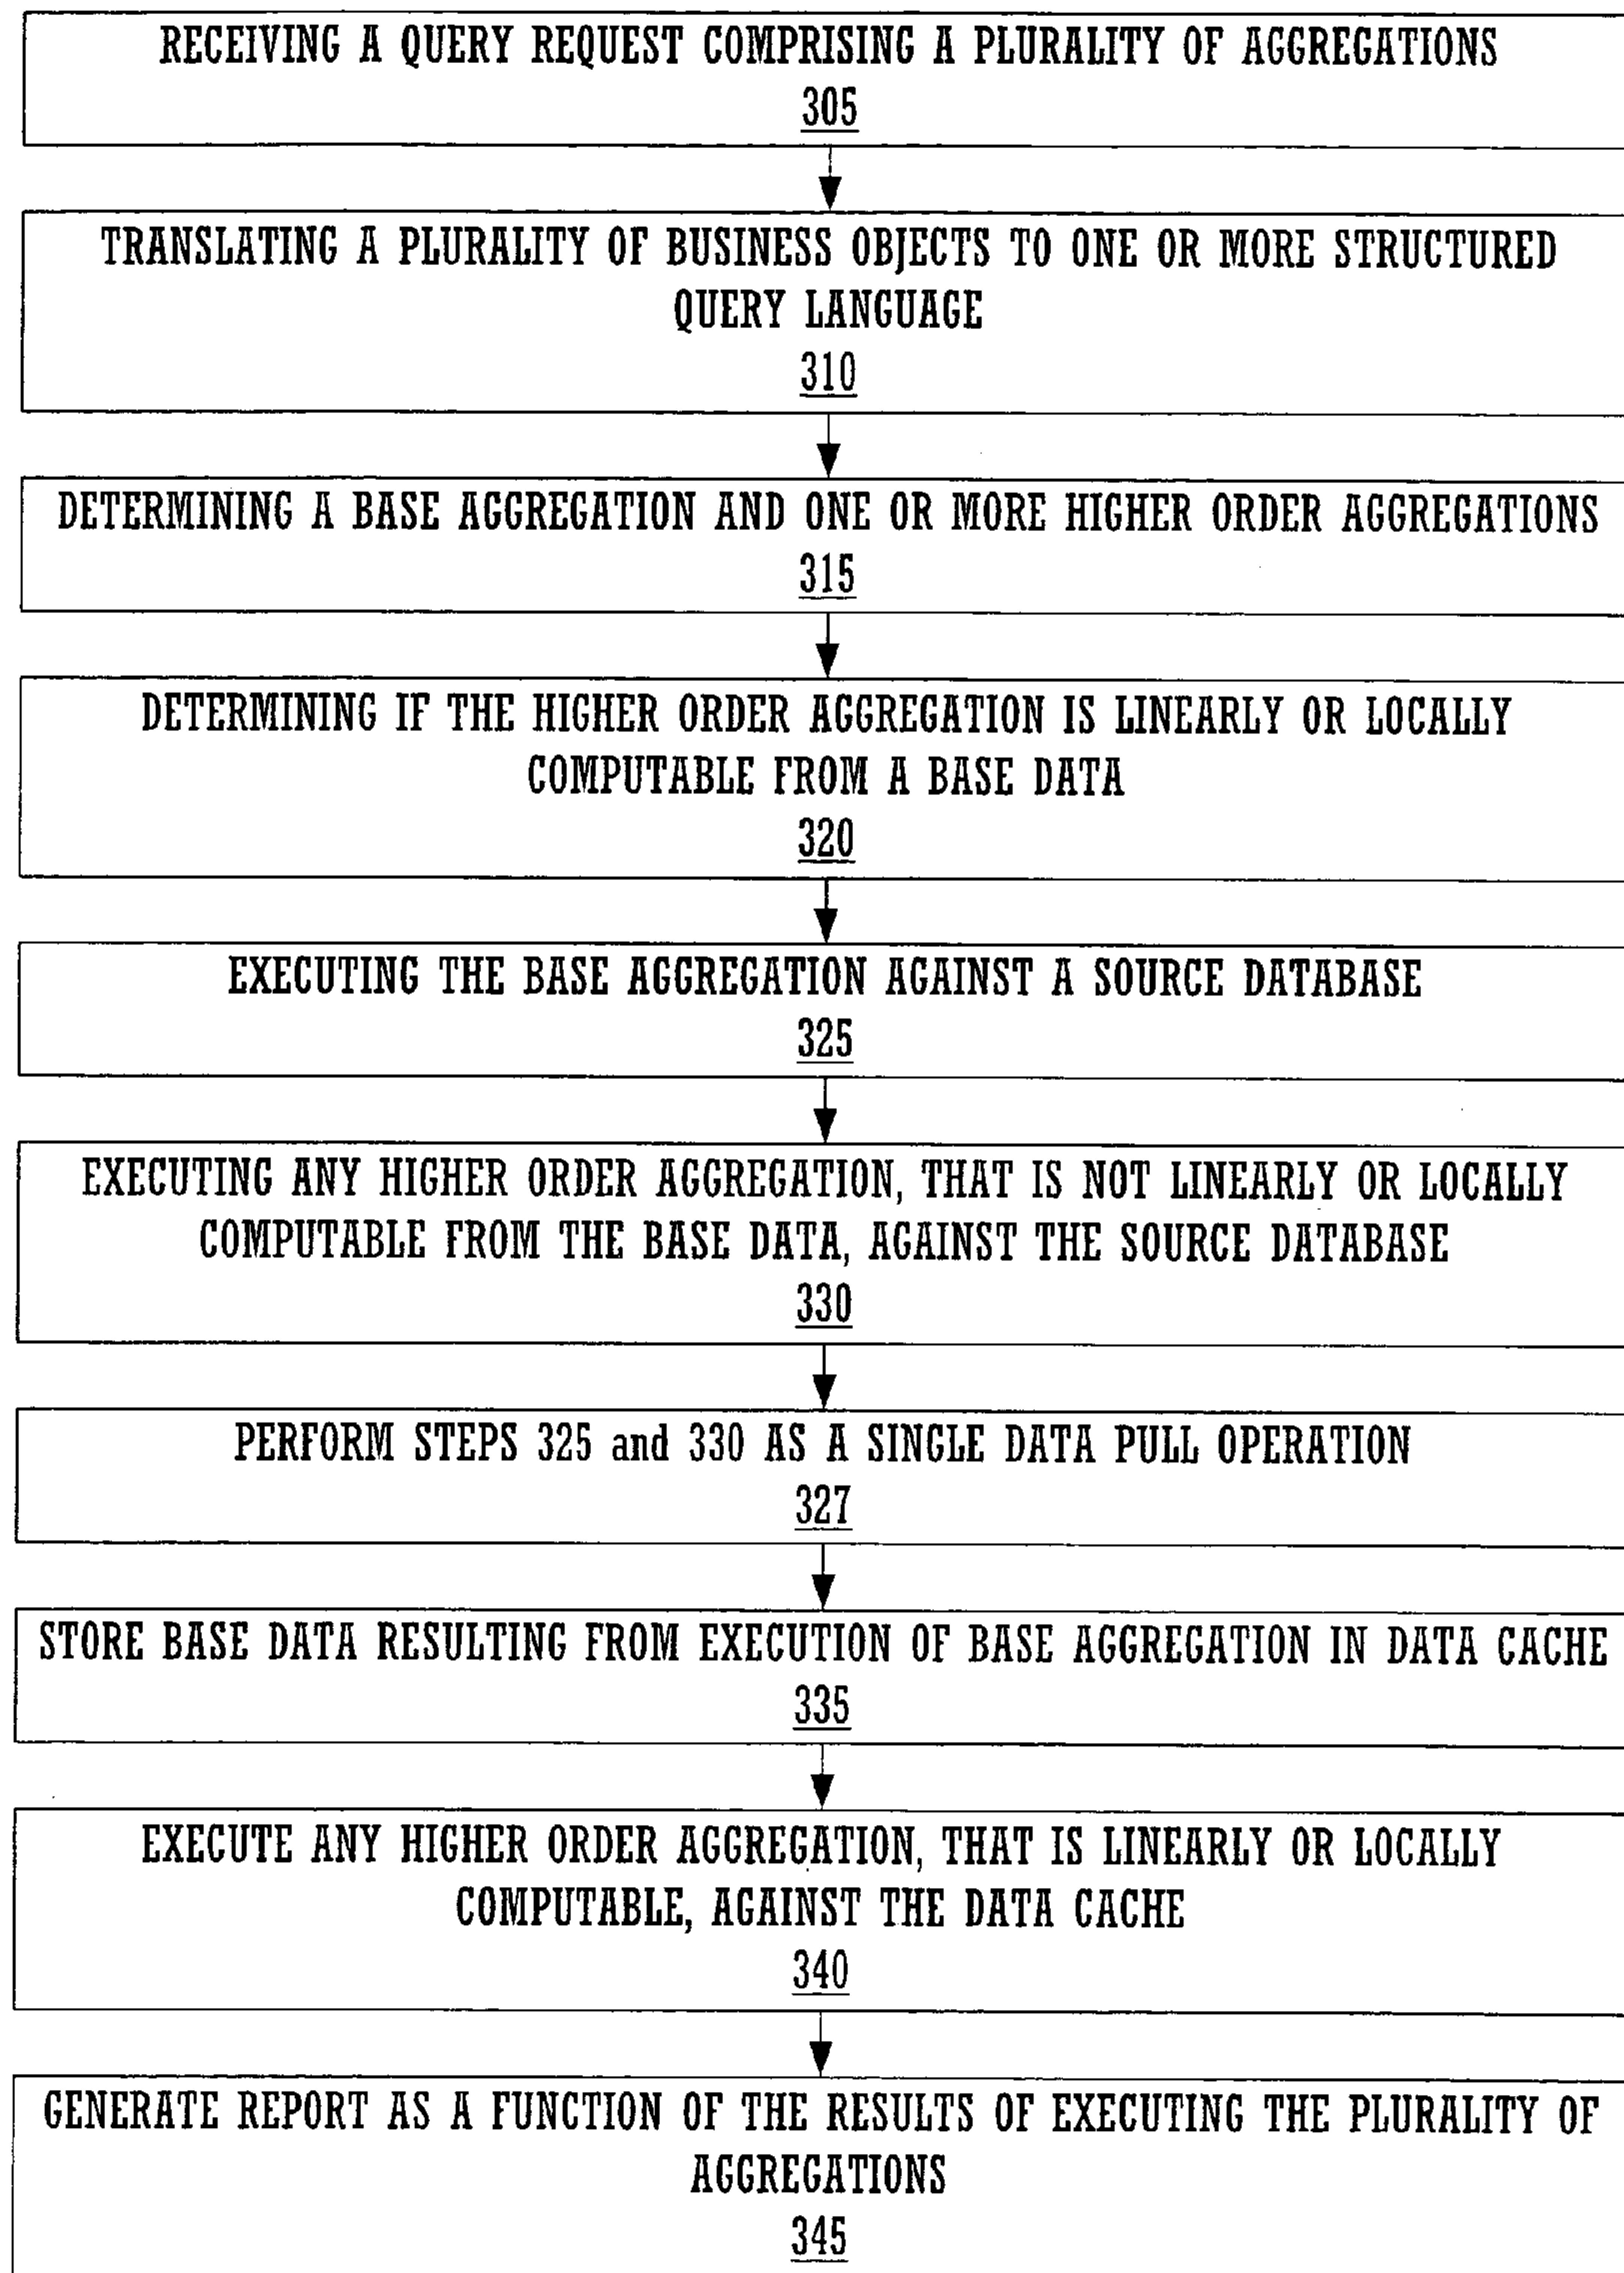 RECEIVING A QUERY REQUEST COMPRISING A PLURALITY OF AGGREGATIONS
305
TRANSLATING A PLURALITY OF BUSINESS OBJECTS TO ONE OR MORE STRUCTURED
QUERY LANGUAGE
310
DETERMINING A BASE AGGREGATION AND ONE OR MORE HIGHER ORDER AGGREGATIONS
315
DETERMINING IF THE HIGHER ORDER AGGREGATION IS LINEARLY OR LOCALLY
COMPUTABLE FROM A BASE DATA
320
EXECUTING THE BASE AGGREGATION AGAINST A SOURCE DATABASE
325
EXECUTING ANY HIGHER ORDER AGGREGATION, THAT IS NOT LINEARLY OR LOCALLY
COMPUTABLE FROM THE BASE DATA, AGAINST THE SOURCE DATABASE
330
PERFORM STEPS 325 and 330 AS A SINGLE DATA PULL OPERATION
327
STORE BASE DATA RESULTING FROM EXECUTION OF BASE AGGREGATION IN DATA CACHE
335
EXECUTE ANY HIGHER ORDER AGGREGATION, THAT IS LINEARLY OR LOCALLY
COMPUTABLE, AGAINST THE DATA CACHE
340
GENERATE REPORT AS A FUNCTION OF THE RESULTS OF EXECUTING THE PLURALITY OF
AGGREGATIONS
345